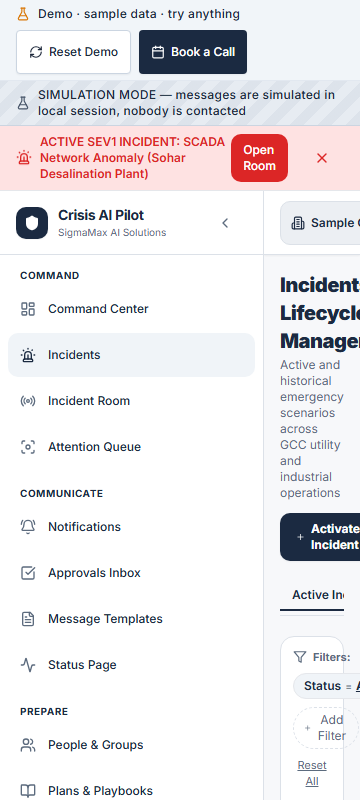 Demo · sample data · try anything
Reset Demo
Book a Call
SIMULATION MODE — messages are simulated in
local session, nobody is contacted
ACTIVE SEV1 INCIDENT: SCADA
Network Anomaly (Sohar
Desalination Plant)
Open
Room
Crisis AI Pilot
SigmaMax AI Solutions
COMMAND
Command Center
Incidents
Incident Room
Attention Queue
COMMUNICATE
Notifications
Approvals Inbox
Message Templates
Status Page
PREPARE
People & Groups
Plans & Playbooks
Sample
Incident
Lifecycle
Manage
Active and
historical
emergency
scenarios
across
GCC utility
and
industrial
operations
+ Activate
Incident
Active In
Filters:
Status =
+ Add
Filter
Reset
All